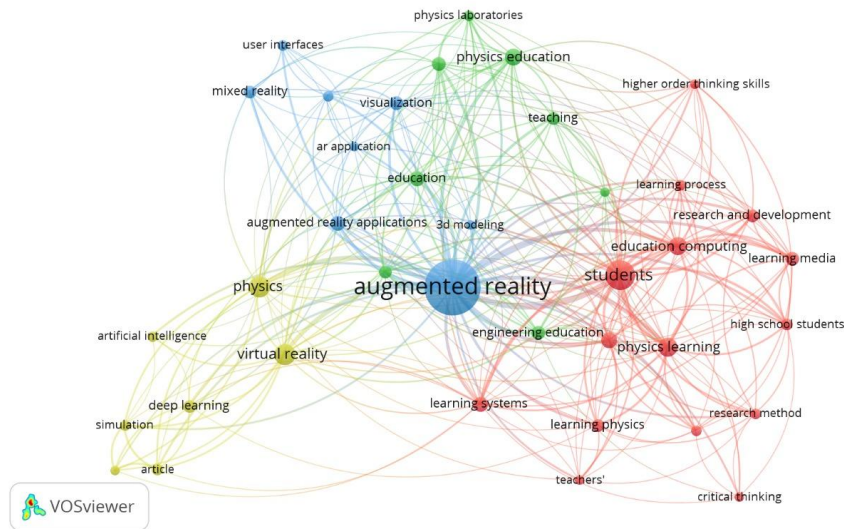 physics laboratories
user interfaces
physics education
higher order thinking skills
mixed reality
visualization
teaching
ar application
education
learning process
augmented reality applications
3d modeling
research and development
education computing
learning media
students
physics
augmented reality
high school students
artificial intelligence
engineering education
virtual reality
physics learning
deep learning
learning systems
research method
simulation
learning physics
article
teachers'
critical thinking
VOSviewer